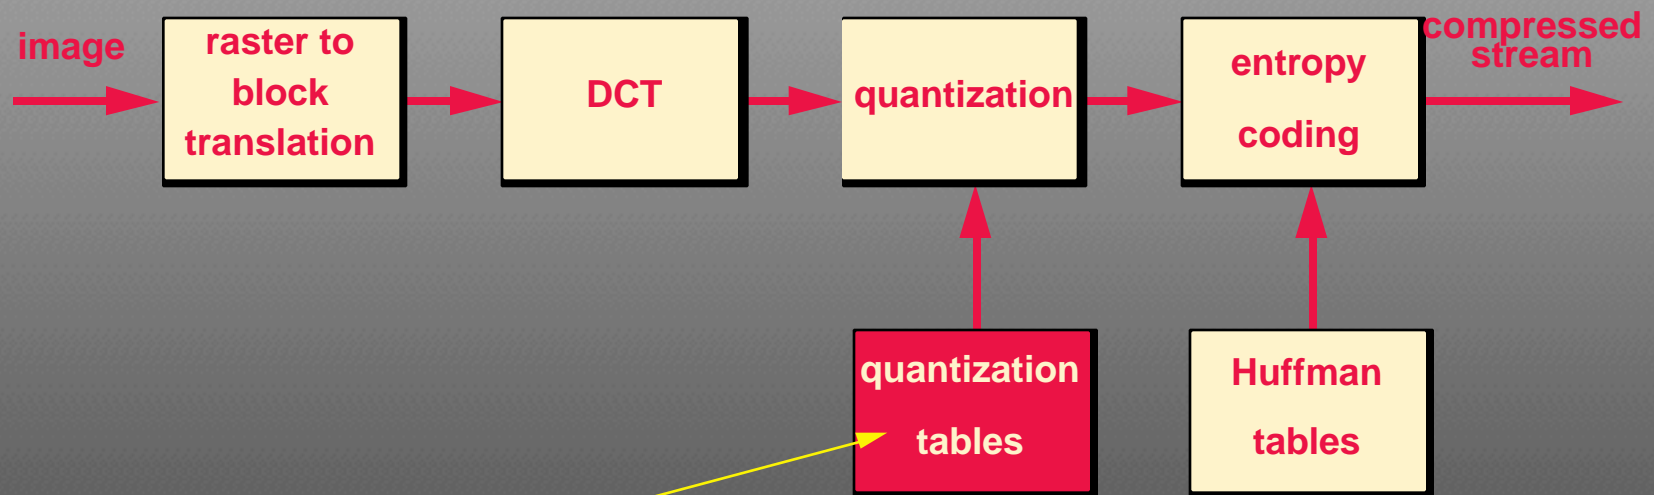 image
raster to
block
translation
DCT
quantization
entropy
coding
compressed
stream
quantization
tables
Huffman
tables